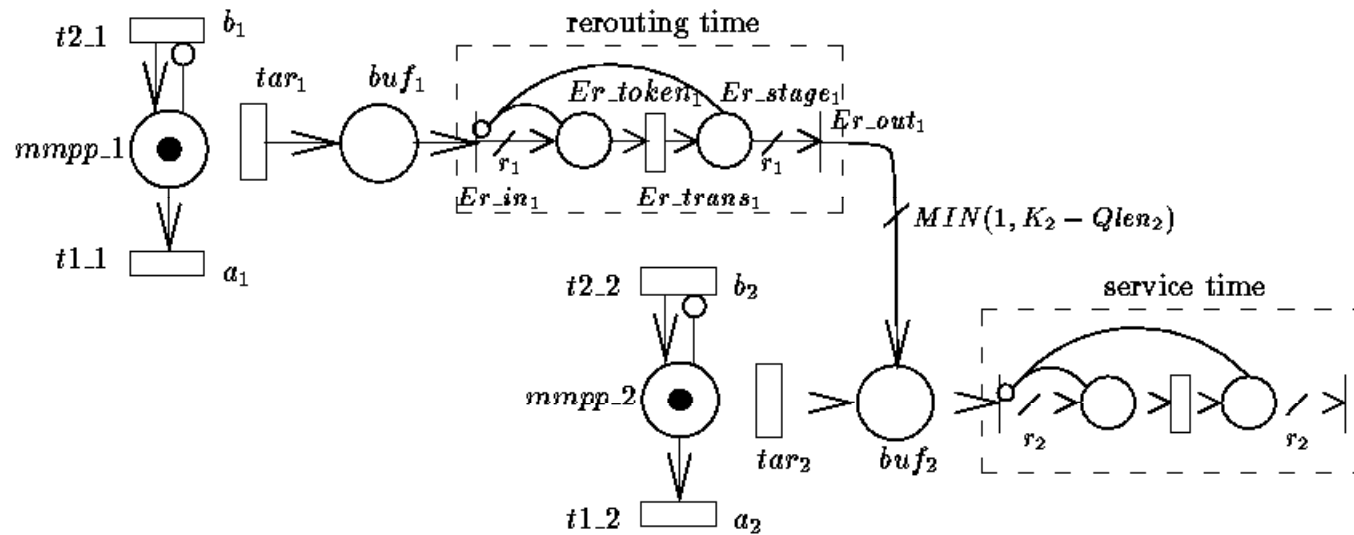 t2_1 b₁
rerouting time
tar₁ buf₁
Er_token₁ Er_stage₁
Er_out₁
mmpp_1
r₁ r₁
Er_in₁ Er_trans₁
MIN(1, K₂ − Qlen₂)
t1_1 a₁
t2_2 b₂
service time
mmpp_2
r₂ r₂
tar₂ buf₂
t1_2 a₂